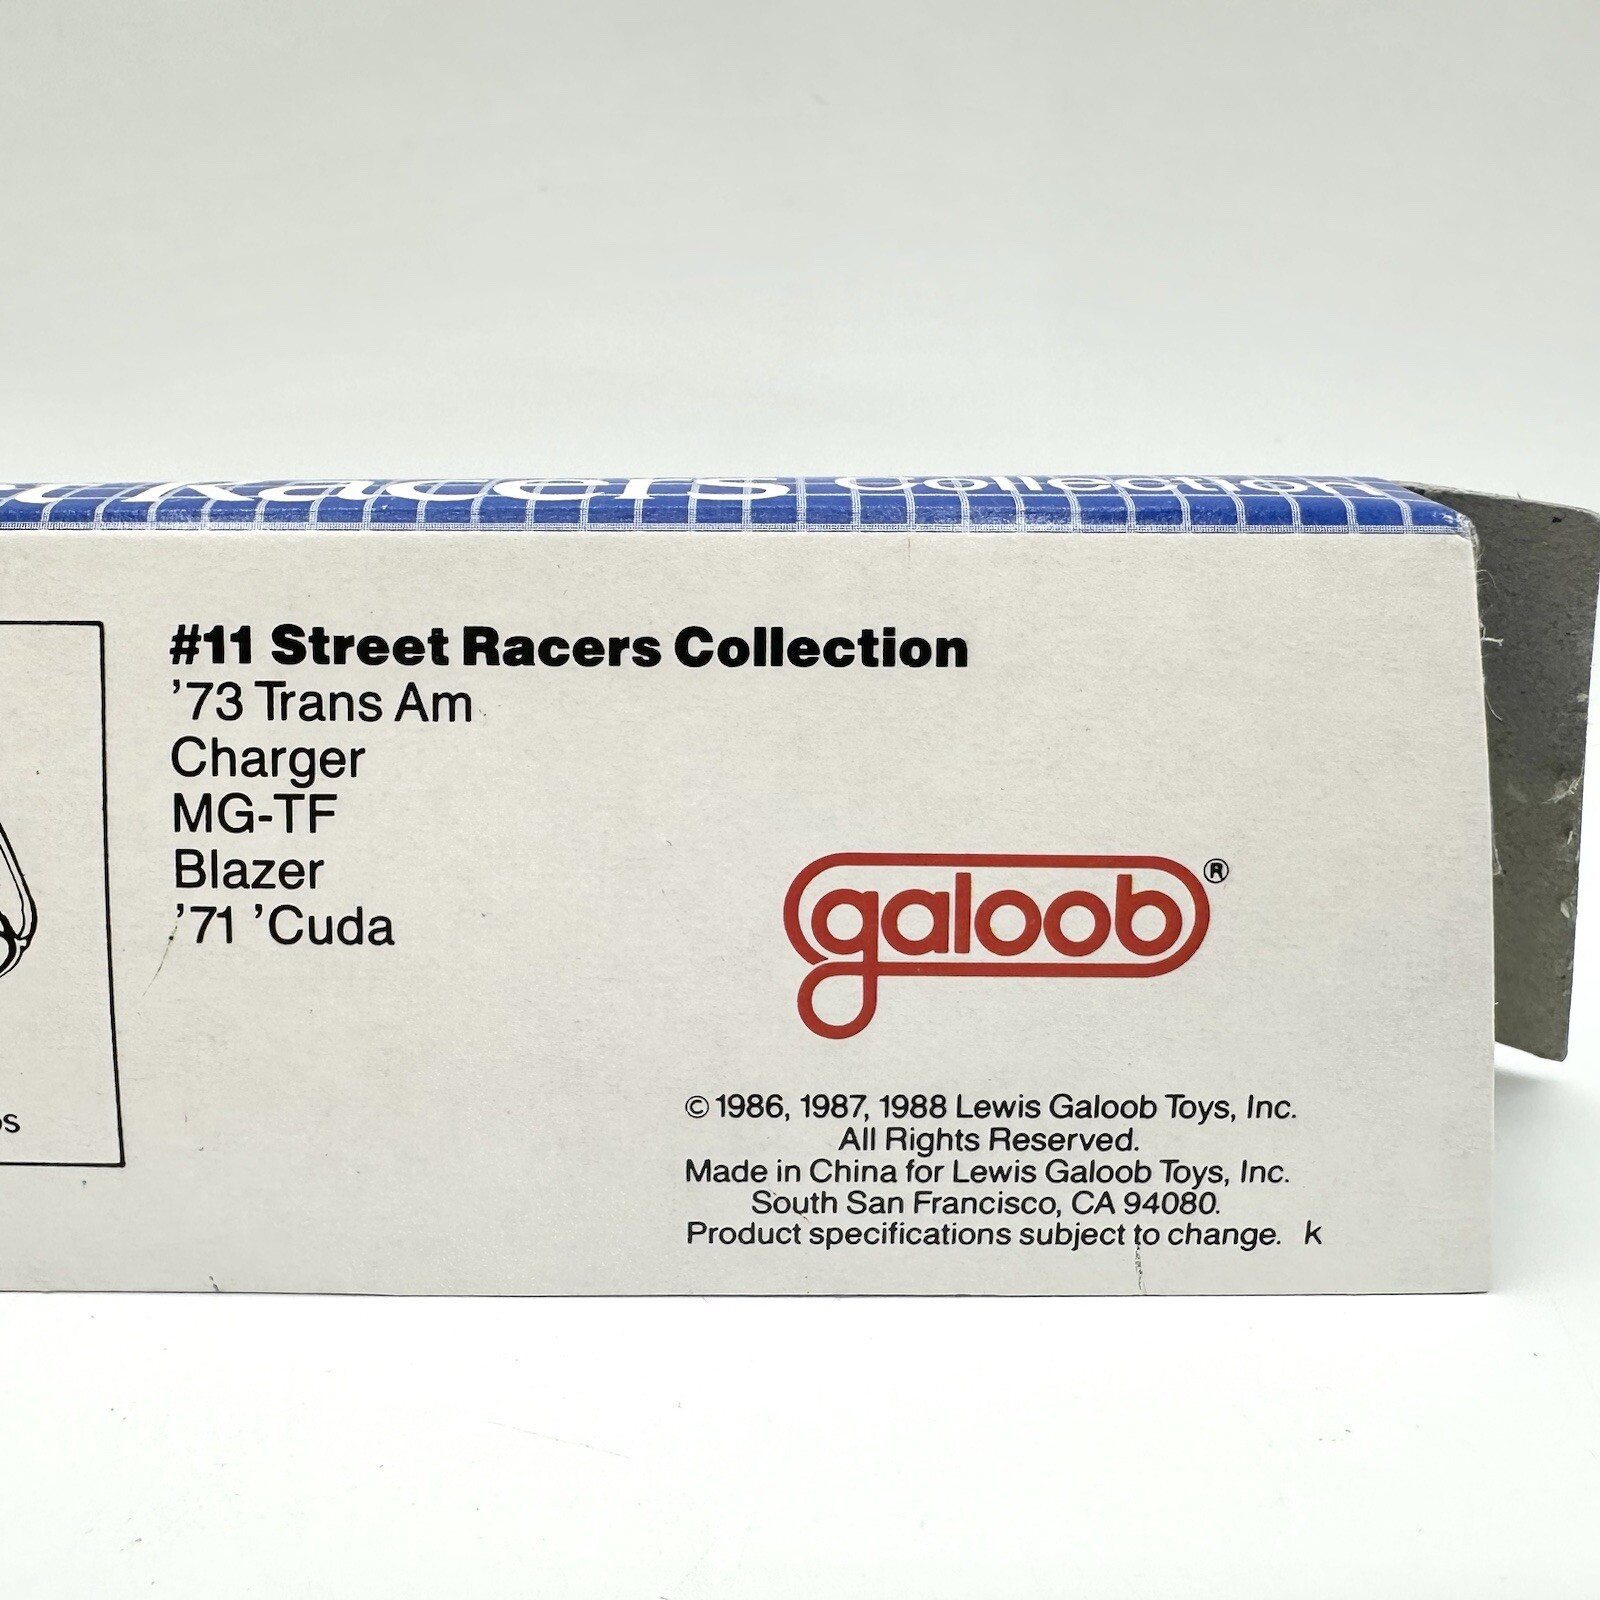 Racers Collection
#11 Street Racers Collection
’73 Trans Am
Charger
MG-TF
Blazer
’71 ’Cuda
galoob®
© 1986, 1987, 1988 Lewis Galoob Toys, Inc.
All Rights Reserved.
Made in China for Lewis Galoob Toys, Inc.
South San Francisco, CA 94080.
Product specifications subject to change. K